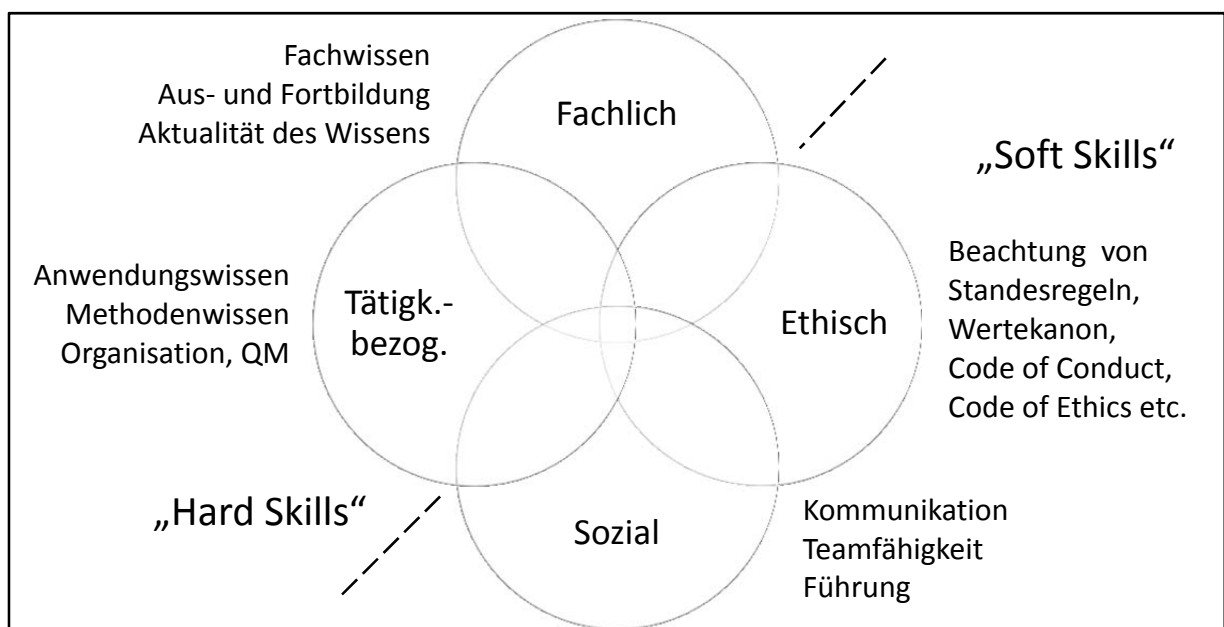 Fachwissen
Aus- und Fortbildung
Aktualität des Wissens
Fachlich
„Soft Skills“
Anwendungswissen
Methodenwissen
Organisation, QM
Tätigk.-
bezog.
Ethisch
Beachtung von
Standesregeln,
Wertekanon,
Code of Conduct,
Code of Ethics etc.
„Hard Skills“
Sozial
Kommunikation
Teamfähigkeit
Führung